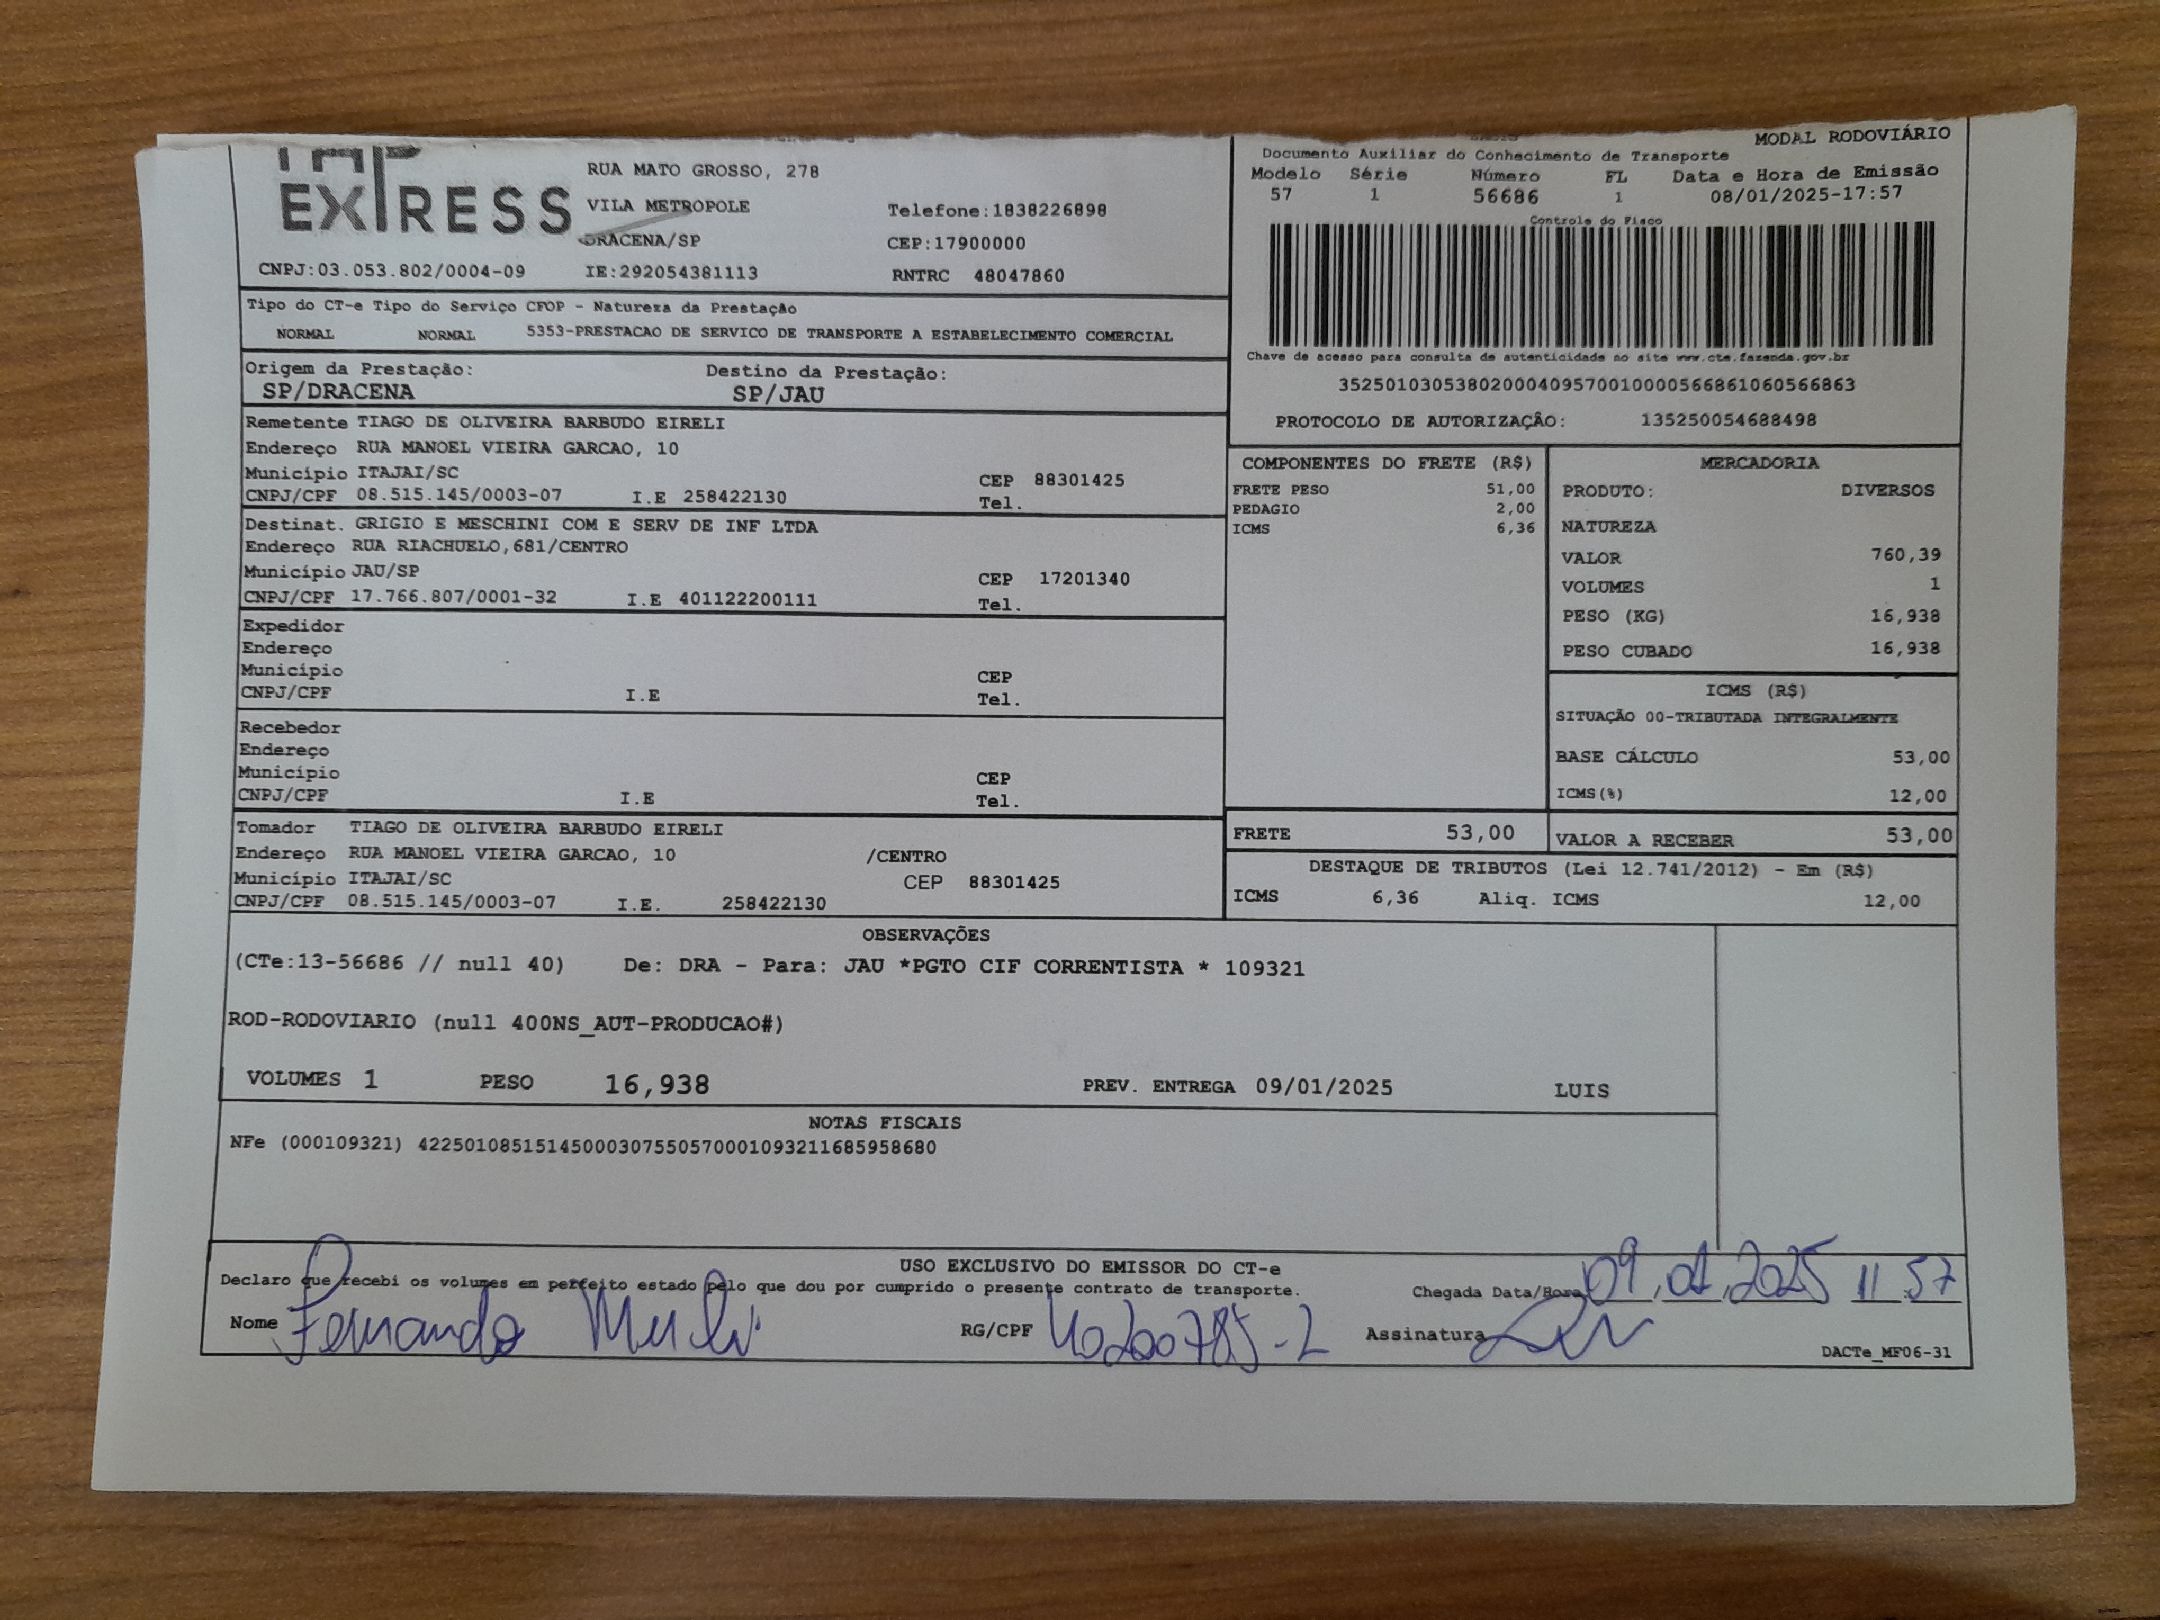 EXPRESS
RUA MATO GROSSO, 278
VILA METROPOLE
Telefone:1838226898
DRACENA/SP
CEP:17900000
CNPJ:03.053.802/0004-09
IE:292054381113
RNTRC 48047860
MODAL RODOVIÁRIO
Documento Auxiliar do Conhecimento de Transporte
Modelo Série Número FL Data e Hora de Emissão
57 1 56686 1 08/01/2025-17:57
Controle do Fisco
Chave de acesso para consulta de autenticidade no site www.cte.fazenda.gov.br
35250103053802000409570010000566861060566863
PROTOCOLO DE AUTORIZAÇÃO: 135250054688498
Tipo do CT-e Tipo do Serviço CFOP - Natureza da Prestação
NORMAL NORMAL 5353-PRESTACAO DE SERVICO DE TRANSPORTE A ESTABELECIMENTO COMERCIAL
Origem da Prestação: Destino da Prestação:
SP/DRACENA SP/JAU
Remetente TIAGO DE OLIVEIRA BARBUDO EIRELI
Endereço RUA MANOEL VIEIRA GARCAO, 10
Município ITAJAI/SC CEP 88301425
CNPJ/CPF 08.515.145/0003-07 I.E 258422130 Tel.
Destinat. GRIGIO E MESCHINI COM E SERV DE INF LTDA
Endereço RUA RIACHUELO,681/CENTRO
Município JAU/SP CEP 17201340
CNPJ/CPF 17.766.807/0001-32 I.E 401122200111 Tel.
Expedidor
Endereço
Município CEP
CNPJ/CPF I.E Tel.
Recebedor
Endereço
Município CEP
CNPJ/CPF I.E Tel.
Tomador TIAGO DE OLIVEIRA BARBUDO EIRELI
Endereço RUA MANOEL VIEIRA GARCAO, 10 /CENTRO
Município ITAJAI/SC CEP 88301425
CNPJ/CPF 08.515.145/0003-07 I.E. 258422130
COMPONENTES DO FRETE (R$)
FRETE PESO 51,00
PEDAGIO 2,00
ICMS 6,36
MERCADORIA
PRODUTO: DIVERSOS
NATUREZA
VALOR 760,39
VOLUMES 1
PESO (KG) 16,938
PESO CUBADO 16,938
ICMS (R$)
SITUAÇÃO 00-TRIBUTADA INTEGRALMENTE
BASE CÁLCULO 53,00
ICMS(%) 12,00
FRETE 53,00
VALOR A RECEBER 53,00
DESTAQUE DE TRIBUTOS (Lei 12.741/2012) - Em (R$)
ICMS 6,36 Aliq. ICMS 12,00
OBSERVAÇÕES
(CTe:13-56686 // null 40) De: DRA - Para: JAU *PGTO CIF CORRENTISTA * 109321
ROD-RODOVIARIO (null 400NS_AUT-PRODUCAO#)
VOLUMES 1 PESO 16,938 PREV. ENTREGA 09/01/2025 LUIS
NOTAS FISCAIS
NFe (000109321) 42250108515145000307550570001093211685958680
USO EXCLUSIVO DO EMISSOR DO CT-e
Declaro que recebi os volumes em perfeito estado pelo que dou por cumprido o presente contrato de transporte.
Chegada Data/Hora 09.01.2025 11:57
Nome Fernando
RG/CPF 40200785-2
Assinatura
DACTe_MF06-31